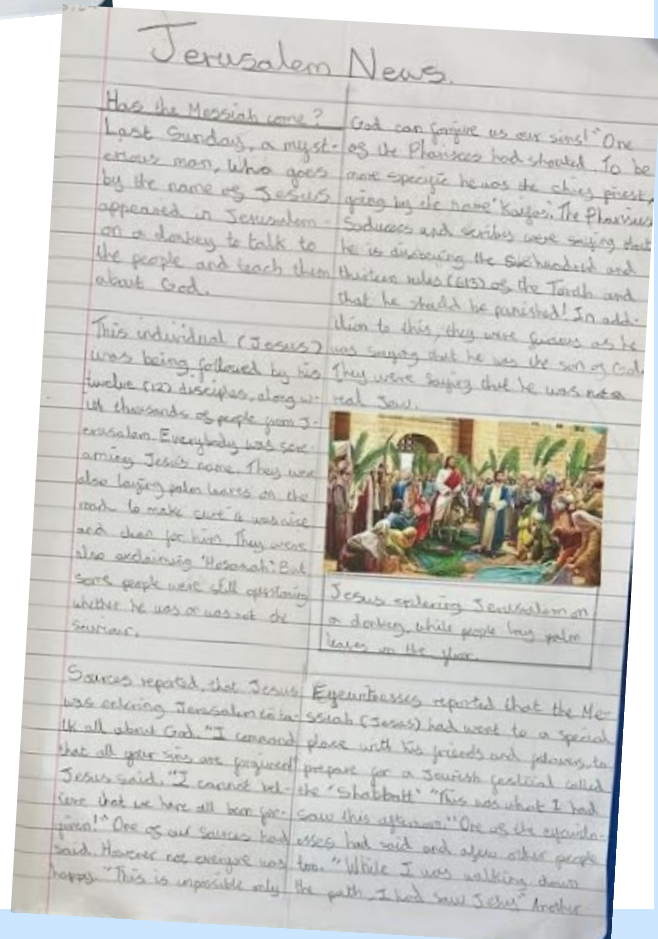 Jerusalem News.
Has the Messiah come?
Last Sunday, a myst-
erious man, who goes
by the name of Jesus
appeared in Jerusalem
on a donkey to talk to
the people and teach them
about God.
This individual (Jesus)
was being followed by his
twelve (12) disciples, along wi-
th thousands of people from J-
erusalem. Everybody was scre-
aming Jesus name. They were
also laying palm leaves on the
road to make sure it was nice
and clean for him. They were
also exclaiming 'Hosanah'. But
some people were still questioning
whether he was or was not the
saviour.
Sources reported, that Jesus
was entering Jerusalem to ta-
lk all about God. "I command
that all your sins are forgived"
Jesus said. "I cannot bel-
ieve that we have all been for-
given!" One of our sources had
said. However not everyone was
happy. "This is impossible only
God can forgive us our sins!" One
of the Pharisees had shouted. To be
more specific he was the chief priest,
going by the name The Pharisees
Saducees and scribes were saying that
he is disobeying the six hundred and
thirteen rules (613) of the Torah and
that he should be punished! In add-
ition to this, they were furious as he
was saying that he was the son of God.
They were saying that he was not a
real Jew.
Jesus entering Jerusalem on
a donkey, while people lay palm
leaves on the floor.
Eyewitnesses reported that the Me-
ssiah (Jesus) had went to a special
place with his friends and followers, to
prepare for a Jewish festival called
the 'Shabbatt' "This was what I had
saw this afternoon." One of the eyewitn-
esses had said and a few other people
too. "While I was walking down
the path, I had saw Jesus" Another